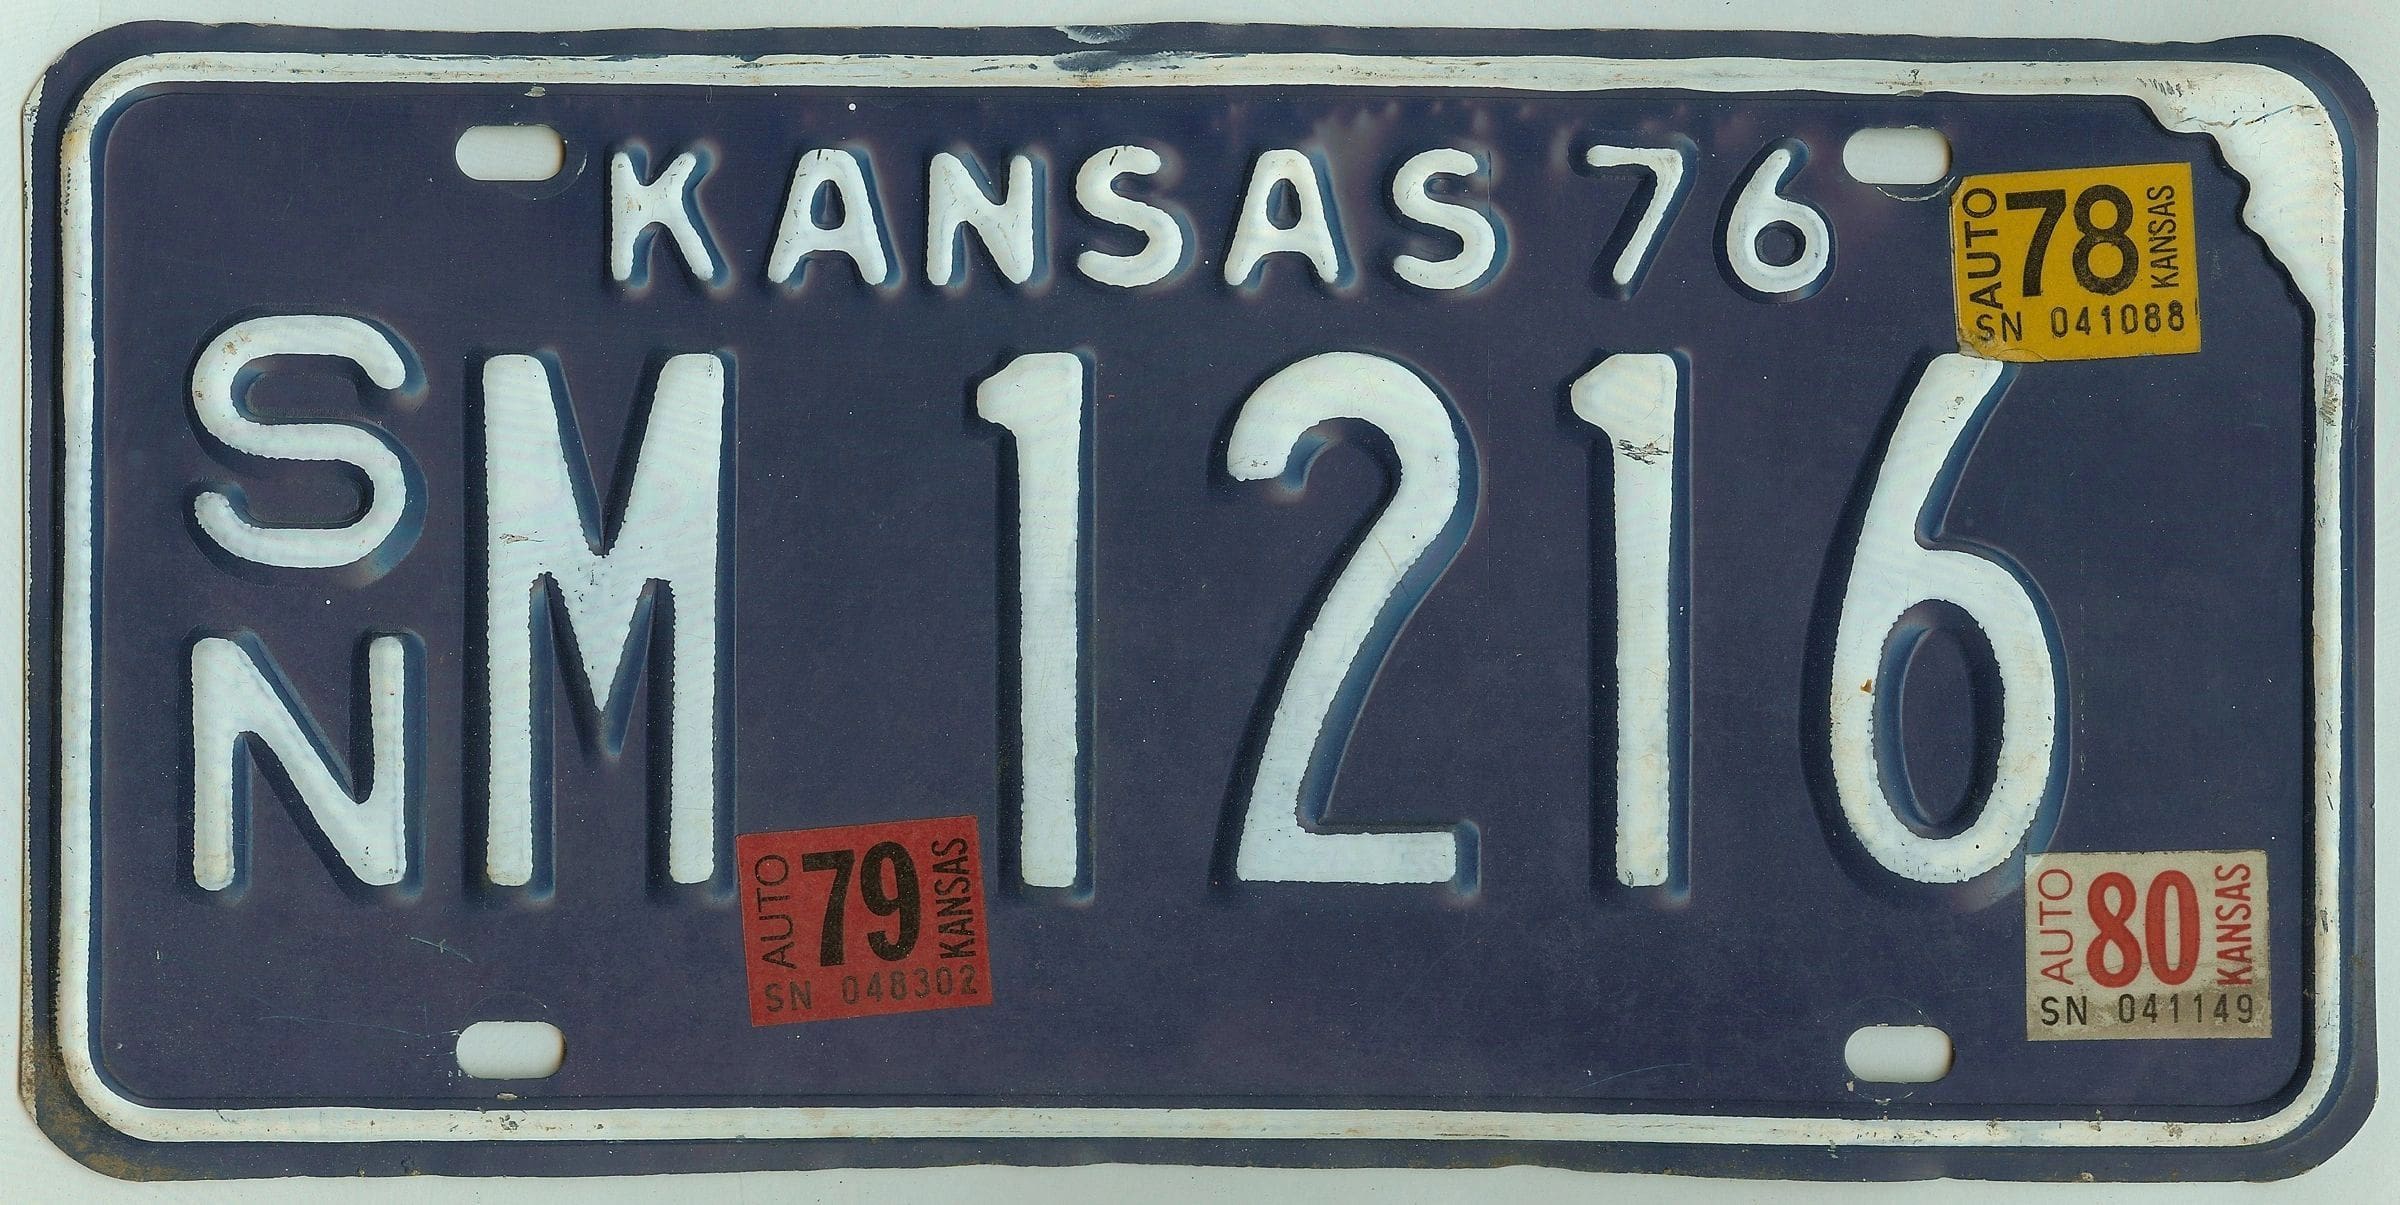 KANSAS 76
AUTO 78 KANSAS
SN 041088
SN M 1216
AUTO 79 KANSAS
SN 048302
AUTO 80 KANSAS
SN 041149